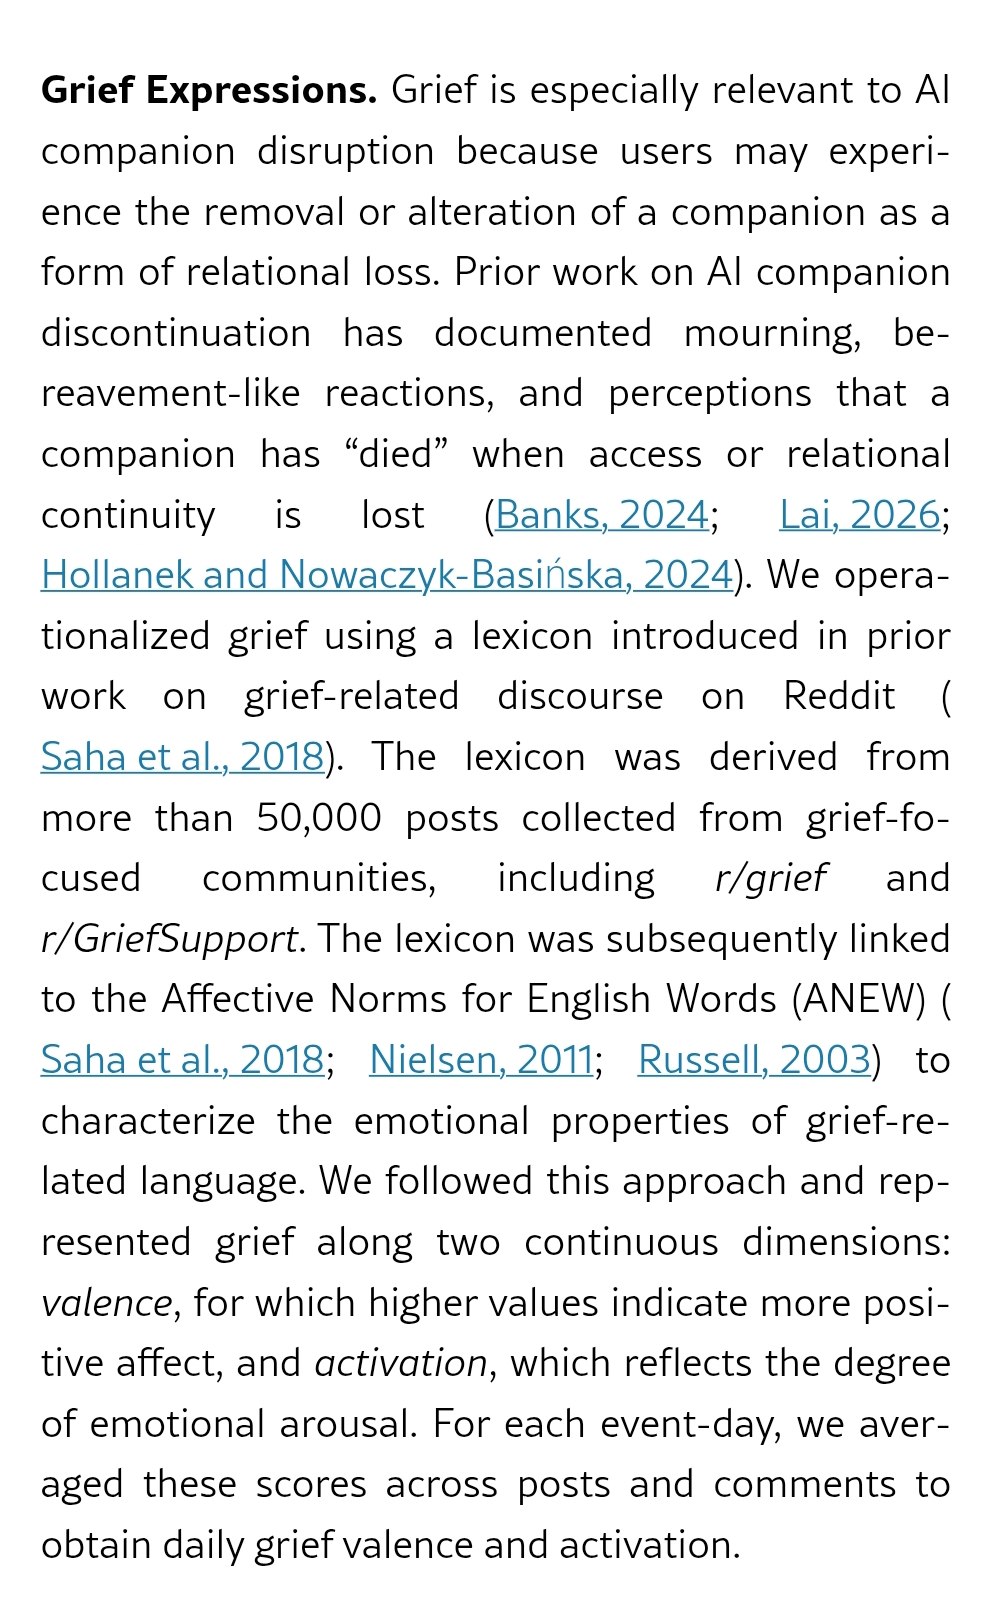 Grief Expressions. Grief is especially relevant to AI
companion disruption because users may experi-
ence the removal or alteration of a companion as a
form of relational loss. Prior work on AI companion
discontinuation has documented mourning, be-
reavement-like reactions, and perceptions that a
companion has “died” when access or relational
continuity is lost (Banks, 2024; Lai, 2026;
Hollanek and Nowaczyk-Basińska, 2024). We opera-
tionalized grief using a lexicon introduced in prior
work on grief-related discourse on Reddit (
Saha et al., 2018). The lexicon was derived from
more than 50,000 posts collected from grief-fo-
cused communities, including r/grief and
r/GriefSupport. The lexicon was subsequently linked
to the Affective Norms for English Words (ANEW) (
Saha et al., 2018; Nielsen, 2011; Russell, 2003) to
characterize the emotional properties of grief-re-
lated language. We followed this approach and rep-
resented grief along two continuous dimensions:
valence, for which higher values indicate more posi-
tive affect, and activation, which reflects the degree
of emotional arousal. For each event-day, we aver-
aged these scores across posts and comments to
obtain daily grief valence and activation.